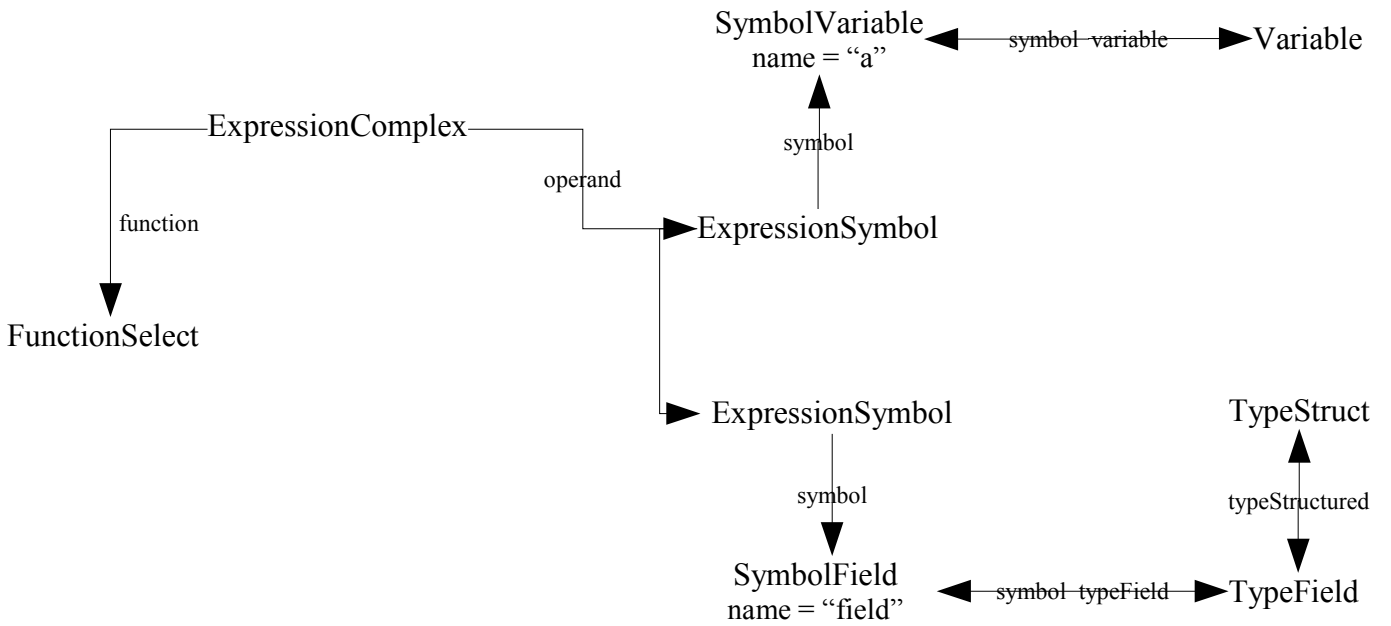 SymbolVariable
name = “a”
symbol variable
Variable
ExpressionComplex
symbol
operand
function
ExpressionSymbol
FunctionSelect
ExpressionSymbol
TypeStruct
symbol
typeStructured
SymbolField
name = “field”
symbol typeField
TypeField